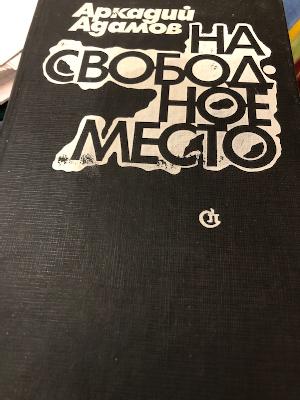 Аркадий
Адамов
НА
СВОБОД-
НОЕ
МЕСТО